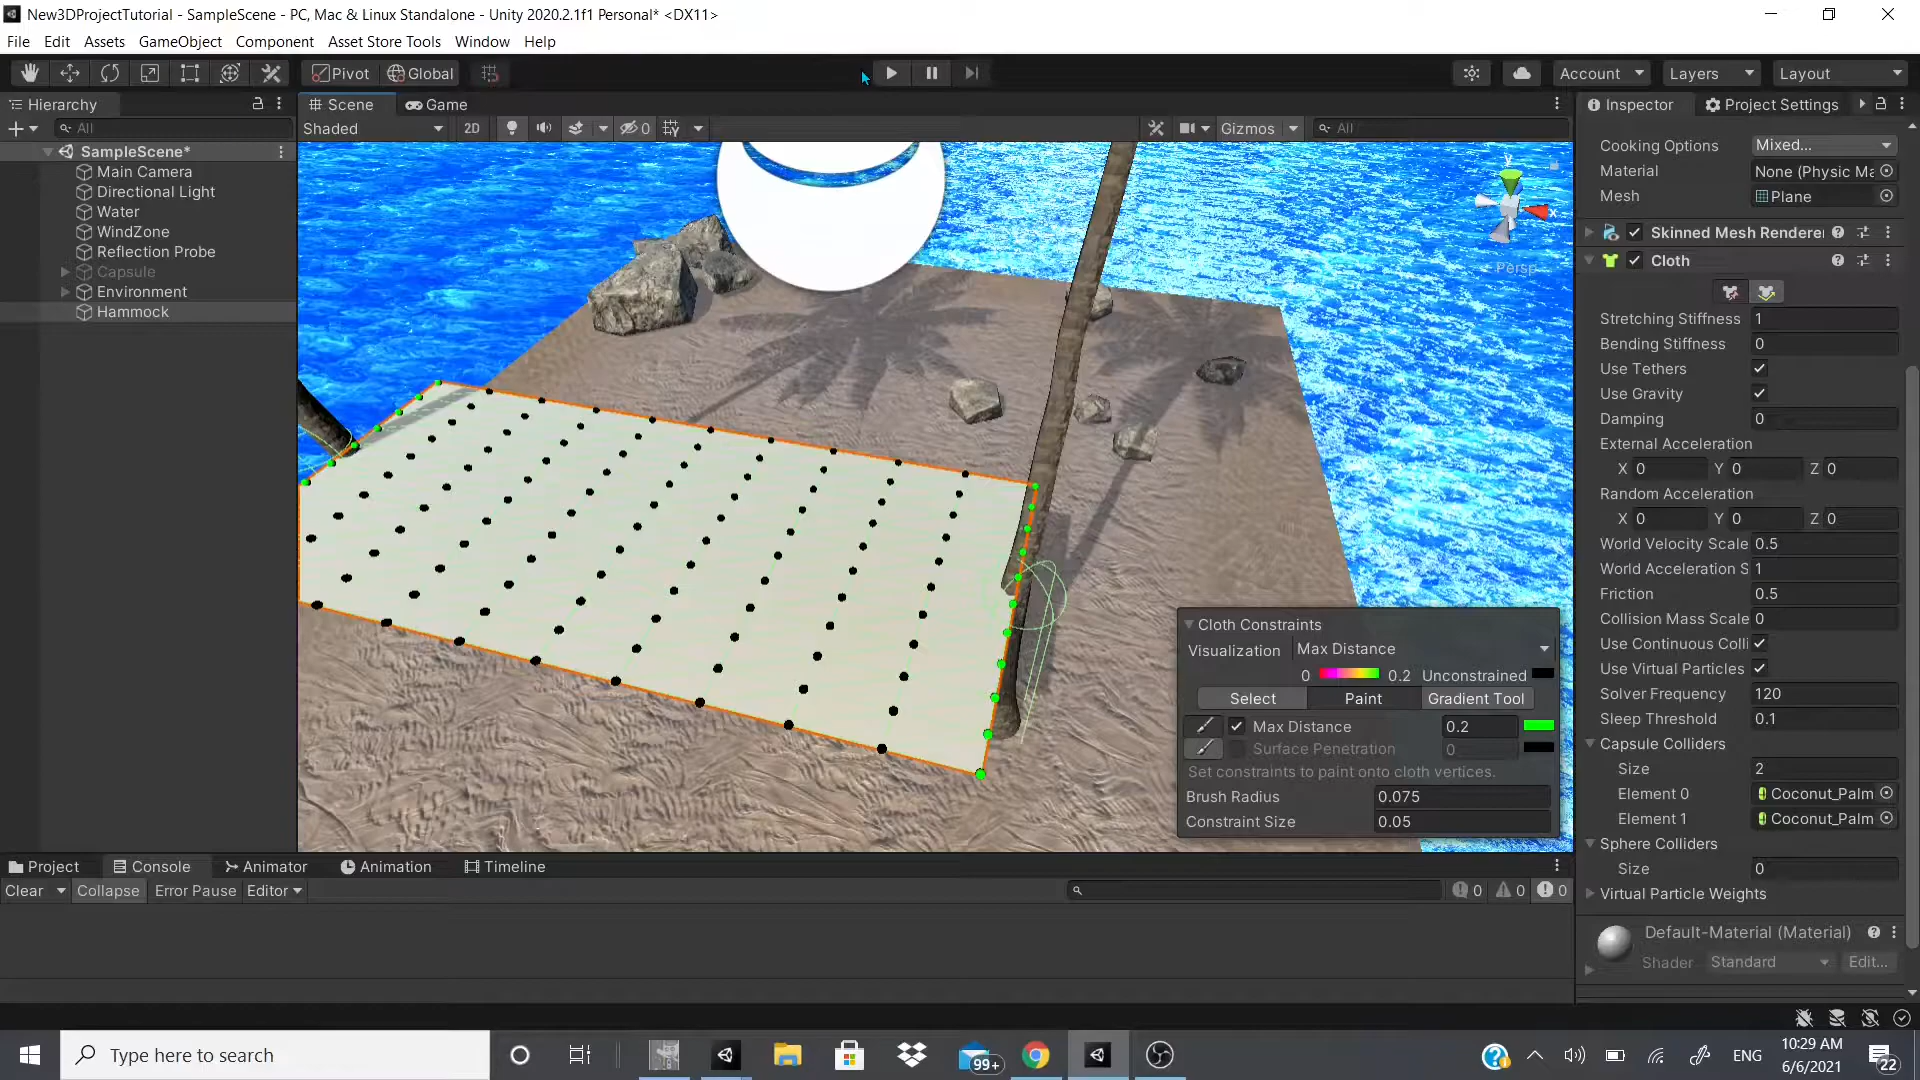 New3DProjectTutorial - SampleScene - PC, Mac & Linux Standalone - Unity 2020.2.1f1 Personal* <DX11>
File Edit Assets GameObject Component Asset Store Tools Window Help
Pivot Global Account Layers Layout
Hierarchy
All
SampleScene*
Main Camera
Directional Light
Water
WindZone
Reflection Probe
Capsule
Environment
Hammock
Scene Game
Shaded 2D 0 Gizmos All
y
x
Persp
Cloth Constraints
Visualization Max Distance
0 0.2 Unconstrained
Select Paint Gradient Tool
Max Distance 0.2
Surface Penetration 0
Set constraints to paint onto cloth vertices.
Brush Radius 0.075
Constraint Size 0.05
Inspector Project Settings
Cooking Options Mixed...
Material None (Physic Ma
Mesh Plane
Skinned Mesh Renderer
Cloth
Stretching Stiffness 1
Bending Stiffness 0
Use Tethers
Use Gravity
Damping 0
External Acceleration
X 0 Y 0 Z 0
Random Acceleration
X 0 Y 0 Z 0
World Velocity Scale 0.5
World Acceleration S 1
Friction 0.5
Collision Mass Scale 0
Use Continuous Colli
Use Virtual Particles
Solver Frequency 120
Sleep Threshold 0.1
Capsule Colliders
Size 2
Element 0 Coconut_Palm
Element 1 Coconut_Palm
Sphere Colliders
Size 0
Virtual Particle Weights
Default-Material (Material)
Shader Standard Edit...
Project Console Animator Animation Timeline
Clear Collapse Error Pause Editor 0 0 0
Type here to search 99+ ENG 10:29 AM
6/6/2021 22